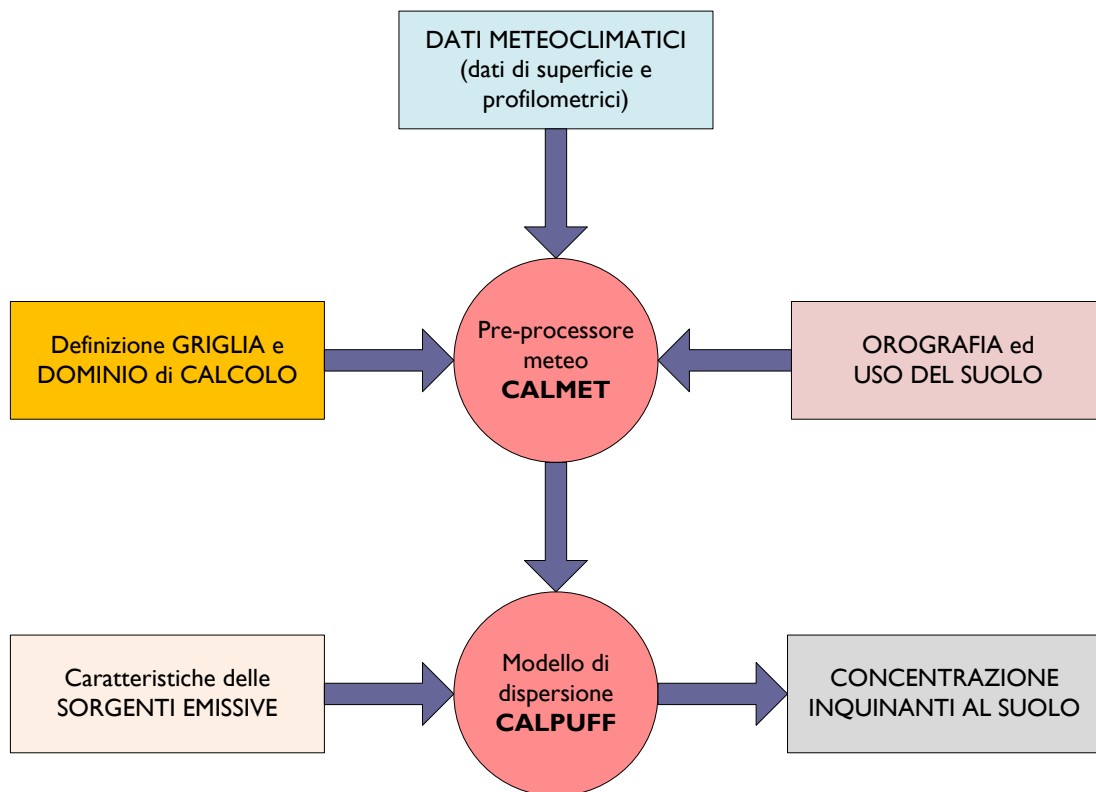 DATI METEOCLIMATICI
(dati di superficie e
profilometrici)
Definizione GRIGLIA e
DOMINIO di CALCOLO
Pre-processore
meteo
CALMET
OROGRAFIA ed
USO DEL SUOLO
Caratteristiche delle
SORGENTI EMISSIVE
Modello di
dispersione
CALPUFF
CONCENTRAZIONE
INQUINANTI AL SUOLO